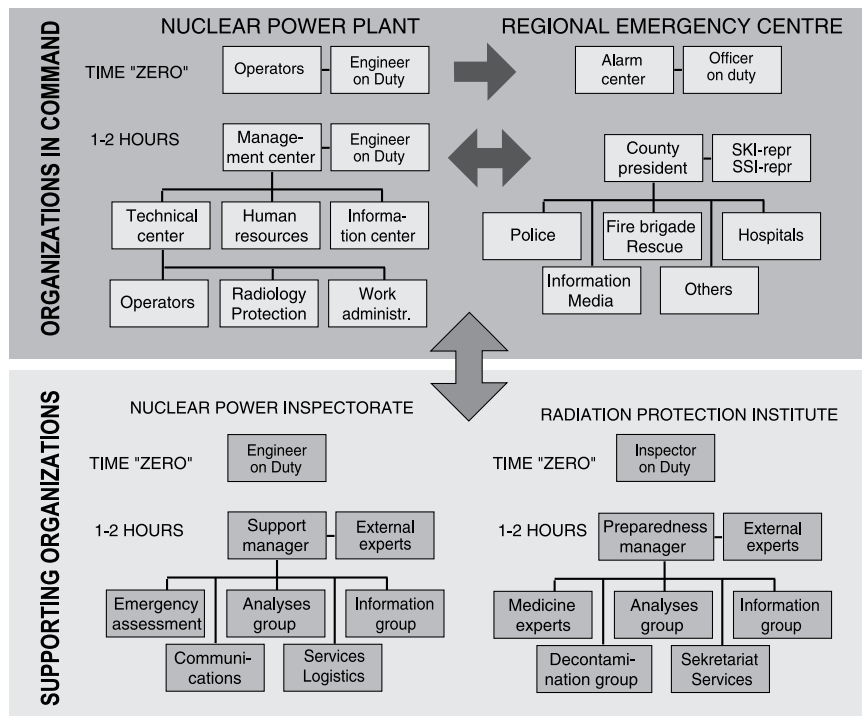 ORGANIZATIONS IN COMMAND
NUCLEAR POWER PLANT
REGIONAL EMERGENCY CENTRE
TIME "ZERO"
Operators
Engineer
on Duty
Alarm
center
Officer
on duty
1-2 HOURS
Manage-
ment center
Engineer
on Duty
County
president
SKI-repr
SSI-repr
Technical
center
Human
resources
Informa-
tion center
Police
Fire brigade
Rescue
Hospitals
Operators
Radiology
Protection
Work
administr.
Information
Media
Others
SUPPORTING ORGANIZATIONS
NUCLEAR POWER INSPECTORATE
TIME "ZERO"
Engineer
on Duty
1-2 HOURS
Support
manager
External
experts
Emergency
assessment
Analyses
group
Information
group
Communi-
cations
Services
Logistics
RADIATION PROTECTION INSTITUTE
TIME "ZERO"
Inspector
on Duty
1-2 HOURS
Preparedness
manager
External
experts
Medicine
experts
Analyses
group
Information
group
Decontami-
nation group
Sekretariat
Services